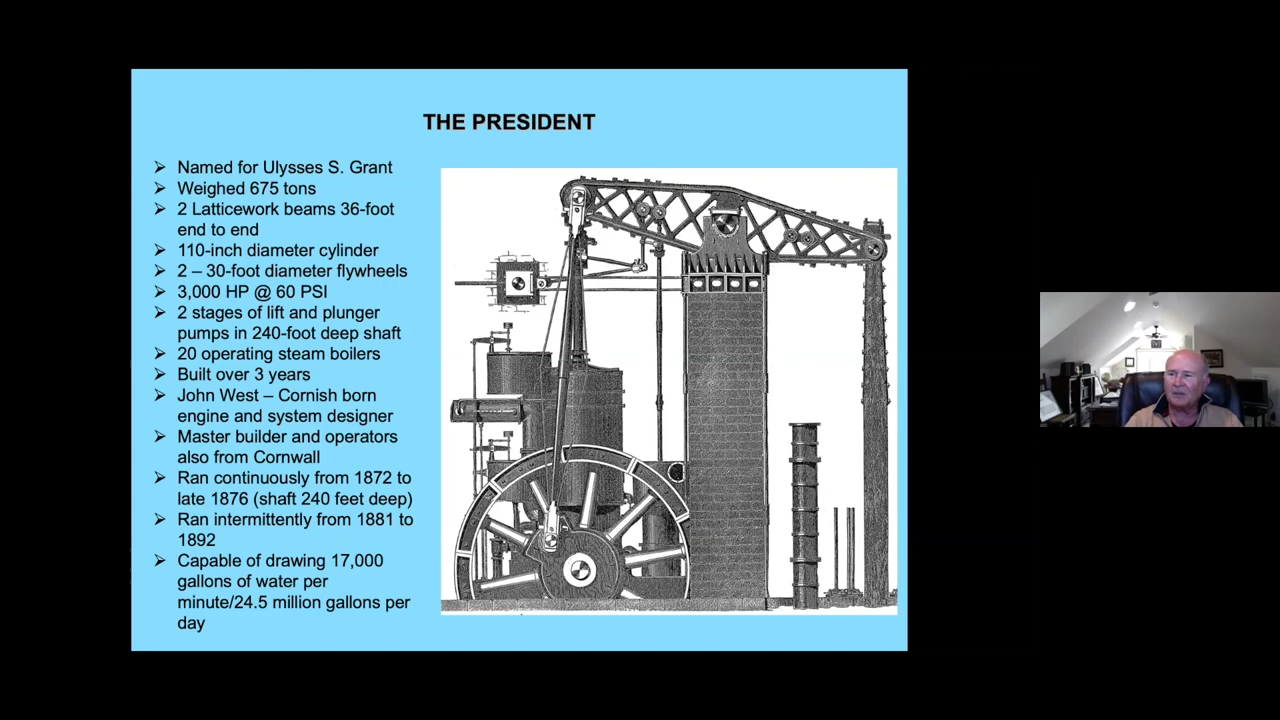 THE PRESIDENT
➢ Named for Ulysses S. Grant
➢ Weighed 675 tons
➢ 2 Latticework beams 36-foot
end to end
➢ 110-inch diameter cylinder
➢ 2 – 30-foot diameter flywheels
➢ 3,000 HP @ 60 PSI
➢ 2 stages of lift and plunger
pumps in 240-foot deep shaft
➢ 20 operating steam boilers
➢ Built over 3 years
➢ John West – Cornish born
engine and system designer
➢ Master builder and operators
also from Cornwall
➢ Ran continuously from 1872 to
late 1876 (shaft 240 feet deep)
➢ Ran intermittently from 1881 to
1892
➢ Capable of drawing 17,000
gallons of water per
minute/24.5 million gallons per
day